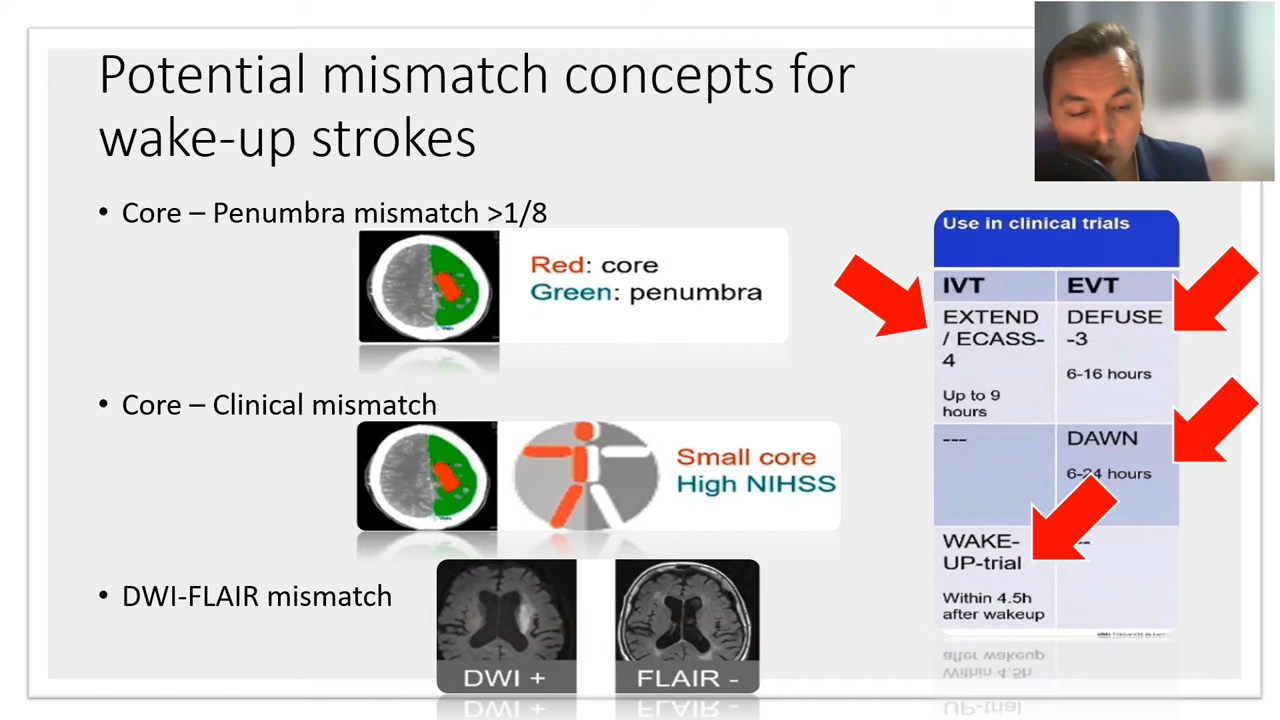 Potential mismatch concepts for
wake-up strokes
• Core – Penumbra mismatch >1/8
Red: core
Green: penumbra
• Core – Clinical mismatch
Small core
High NIHSS
• DWI-FLAIR mismatch
DWI +
FLAIR -
Use in clinical trials
IVT
EVT
EXTEND
/ ECASS-
4
Up to 9
hours
DEFUSE
-3
6-16 hours
---
DAWN
6-24 hours
WAKE-
UP-trial
Within 4.5h
after wakeup